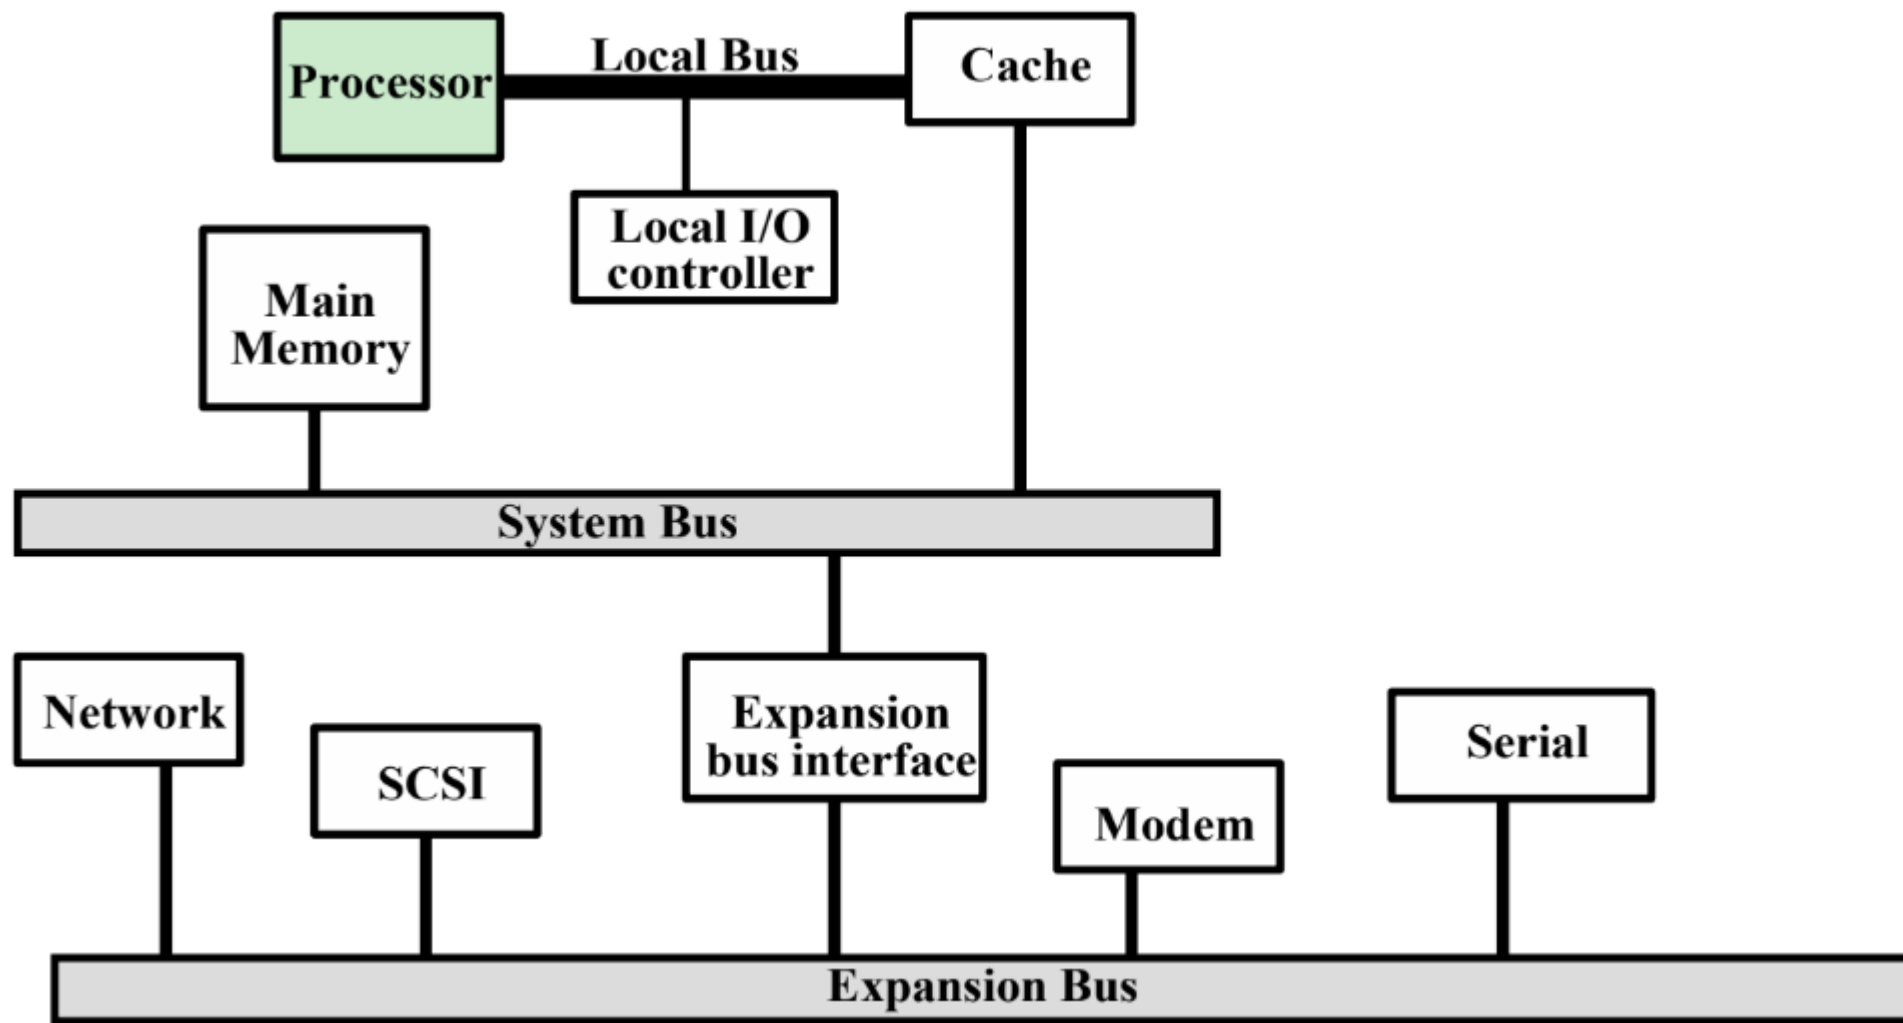 Processor
Local Bus
Cache
Local I/O
controller
Main
Memory
System Bus
Network
SCSI
Expansion
bus interface
Modem
Serial
Expansion Bus